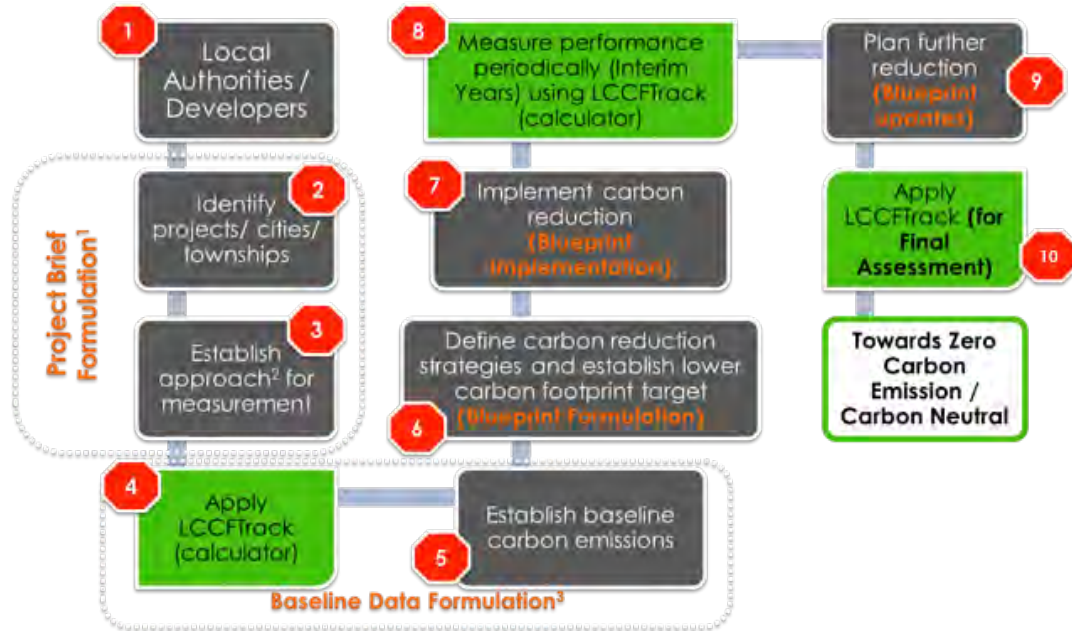 1
Local
Authorities /
Developers
Project Brief
Formulation¹
2
Identify
projects/ cities/
townships
3
Establish
approach² for
measurement
4
Apply
LCCFTrack
(calculator)
5
Establish baseline
carbon emissions
Baseline Data Formulation³
6
Define carbon reduction
strategies and establish lower
carbon footprint target
(Blueprint Formulation)
7
Implement carbon
reduction
(Blueprint
Implementation)
8
Measure performance
periodically (Interim
Years) using LCCFTrack
(calculator)
9
Plan further
reduction
(Blueprint
updates)
10
Apply
LCCFTrack (for
Final
Assessment)
Towards Zero
Carbon
Emission /
Carbon Neutral